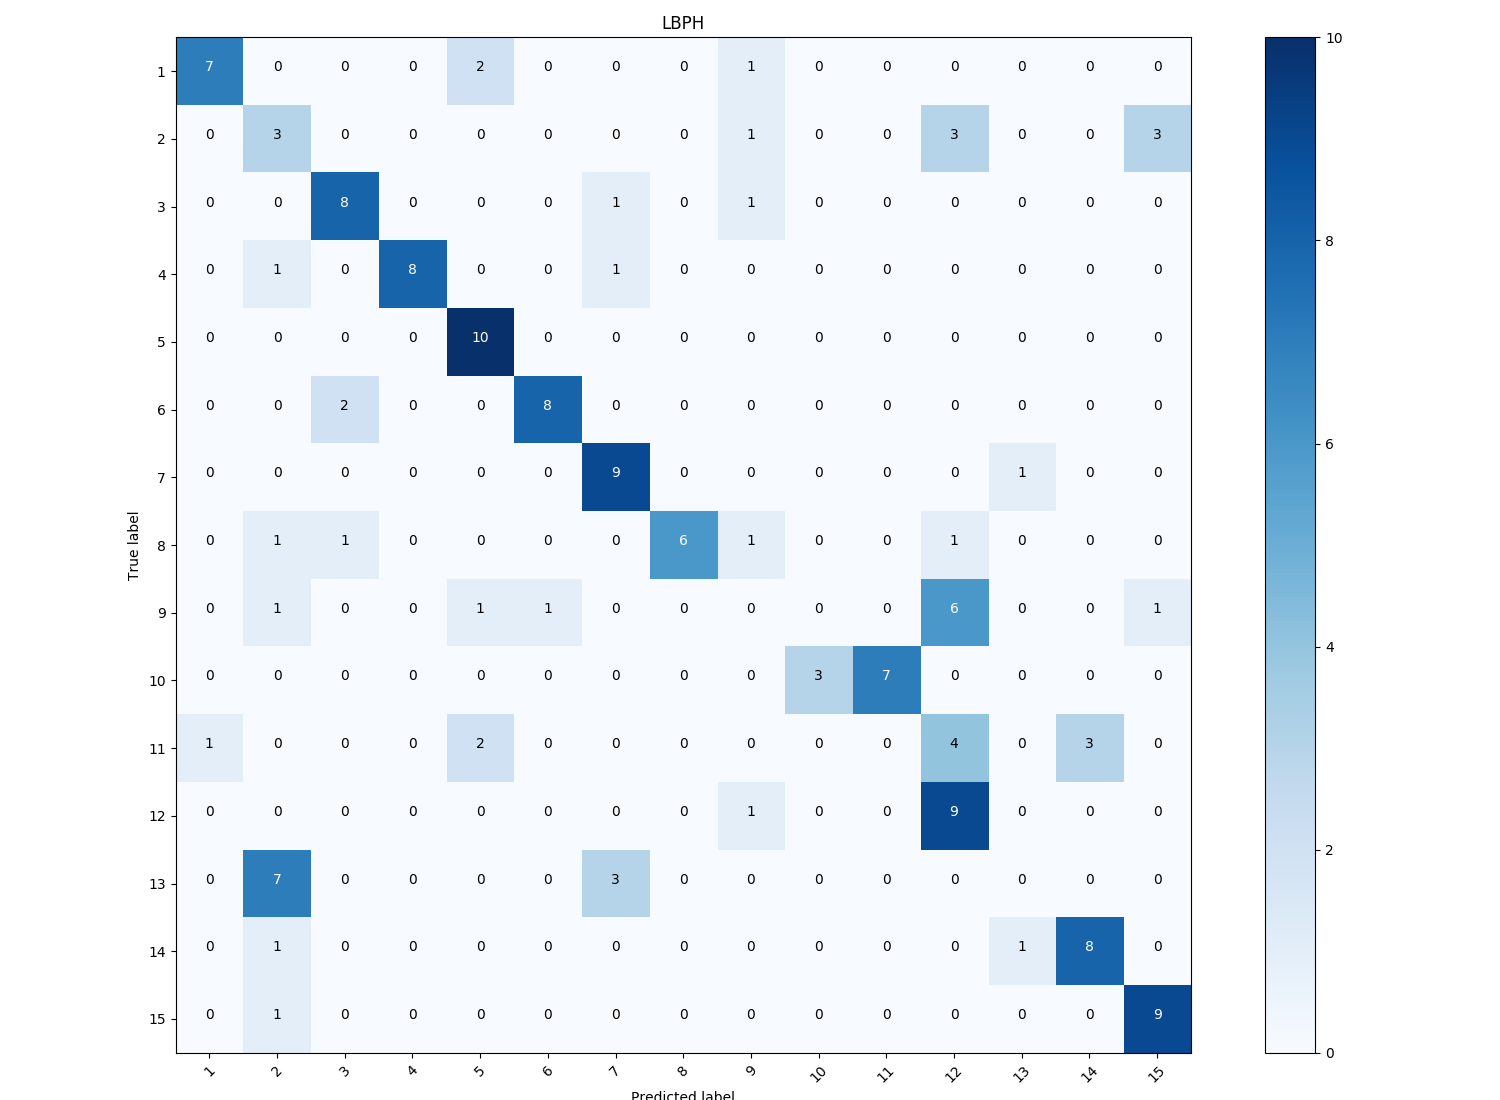 LBPH
1 7 0 0 0 2 0 0 0 1 0 0 0 0 0 0
2 0 3 0 0 0 0 0 0 1 0 0 3 0 0 3
3 0 0 8 0 0 0 1 0 1 0 0 0 0 0 0
4 0 1 0 8 0 0 1 0 0 0 0 0 0 0 0
5 0 0 0 0 10 0 0 0 0 0 0 0 0 0 0
6 0 0 2 0 0 8 0 0 0 0 0 0 0 0 0
7 0 0 0 0 0 0 9 0 0 0 0 0 1 0 0
8 0 1 1 0 0 0 0 6 1 0 0 1 0 0 0
9 0 1 0 0 1 1 0 0 0 0 0 6 0 0 1
10 0 0 0 0 0 0 0 0 0 3 7 0 0 0 0
11 1 0 0 0 2 0 0 0 0 0 0 4 0 3 0
12 0 0 0 0 0 0 0 0 1 0 0 9 0 0 0
13 0 7 0 0 0 0 3 0 0 0 0 0 0 0 0
14 0 1 0 0 0 0 0 0 0 0 0 0 1 8 0
15 0 1 0 0 0 0 0 0 0 0 0 0 0 0 9
1 2 3 4 5 6 7 8 9 10 11 12 13 14 15
True label
Predicted label
10
8
6
4
2
0